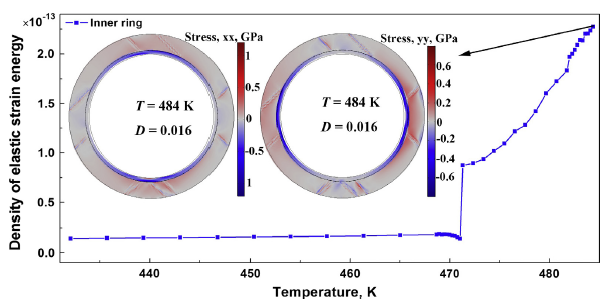 ×10⁻¹³
Inner ring
Stress, xx, GPa
Stress, yy, GPa
Density of elastic strain energy
2.0
1.5
1.0
0.5
0.0
T = 484 K
D = 0.016
1
0.5
0
-0.5
1
T = 484 K
D = 0.016
0.6
0.4
0.2
0
-0.2
-0.4
-0.6
440
450
460
470
480
Temperature, K